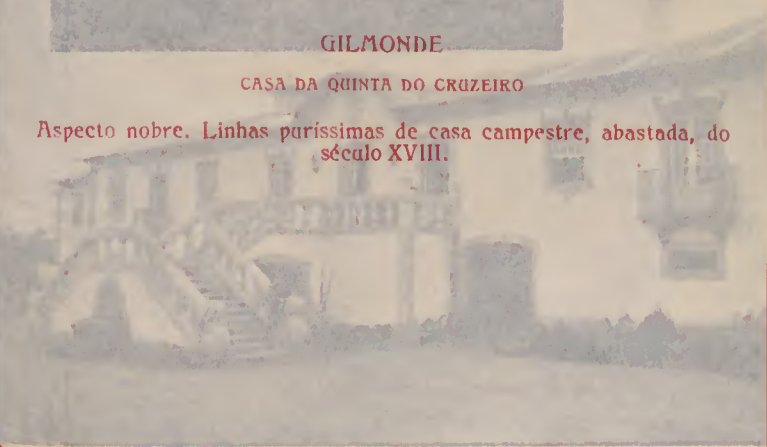 GILMONDE
CASA DA QUINTA DO CRUZEIRO
Aspecto nobre. Linhas puríssimas de casa campestre, abastada, do
século XVIII.